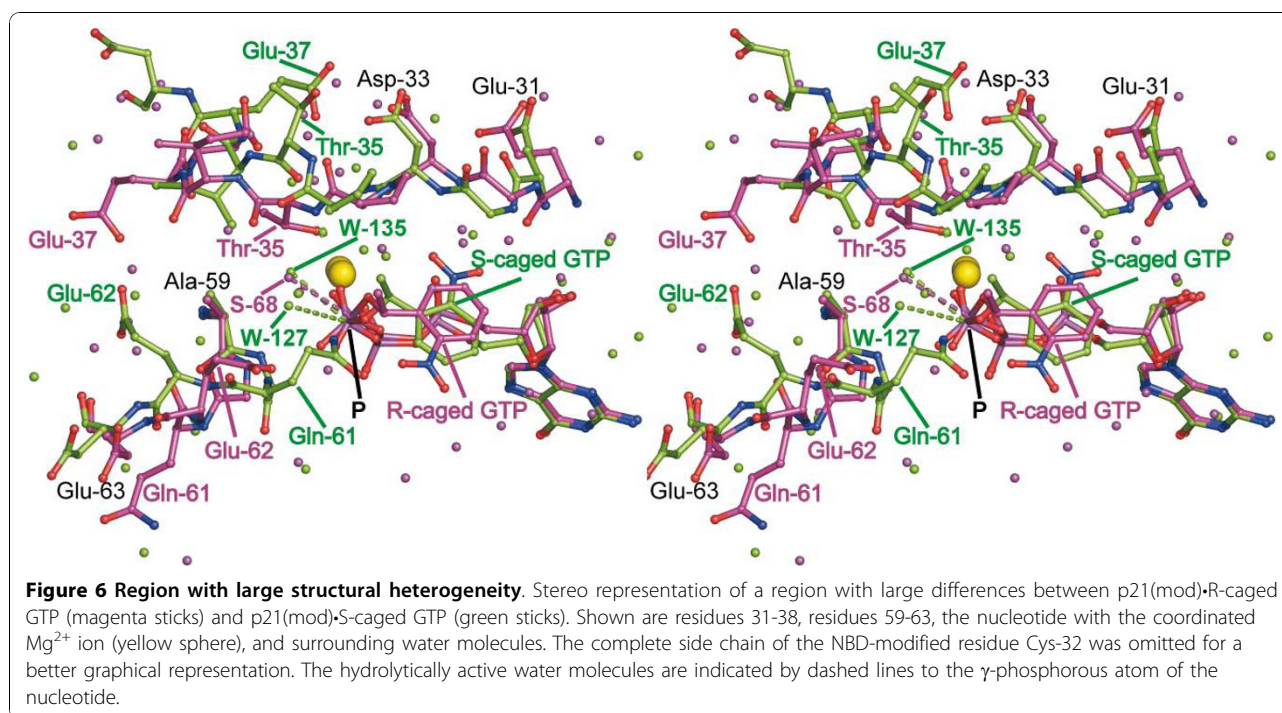 Glu-37
Asp-33
Glu-31
Thr-35
Glu-37
Thr-35
W-135
S-caged GTP
Ala-59
Glu-62
S-68
W-127
P
R-caged GTP
Gln-61
Glu-62
Glu-63
Gln-61
Glu-37
Asp-33
Glu-31
Thr-35
Glu-37
Thr-35
W-135
S-caged GTP
Ala-59
Glu-62
S-68
W-127
P
R-caged GTP
Gln-61
Glu-62
Glu-63
Gln-61
Figure 6 Region with large structural heterogeneity. Stereo representation of a region with large differences between p21(mod)•R-caged
GTP (magenta sticks) and p21(mod)•S-caged GTP (green sticks). Shown are residues 31-38, residues 59-63, the nucleotide with the coordinated
Mg2+ ion (yellow sphere), and surrounding water molecules. The complete side chain of the NBD-modified residue Cys-32 was omitted for a
better graphical representation. The hydrolytically active water molecules are indicated by dashed lines to the γ-phosphorous atom of the
nucleotide.